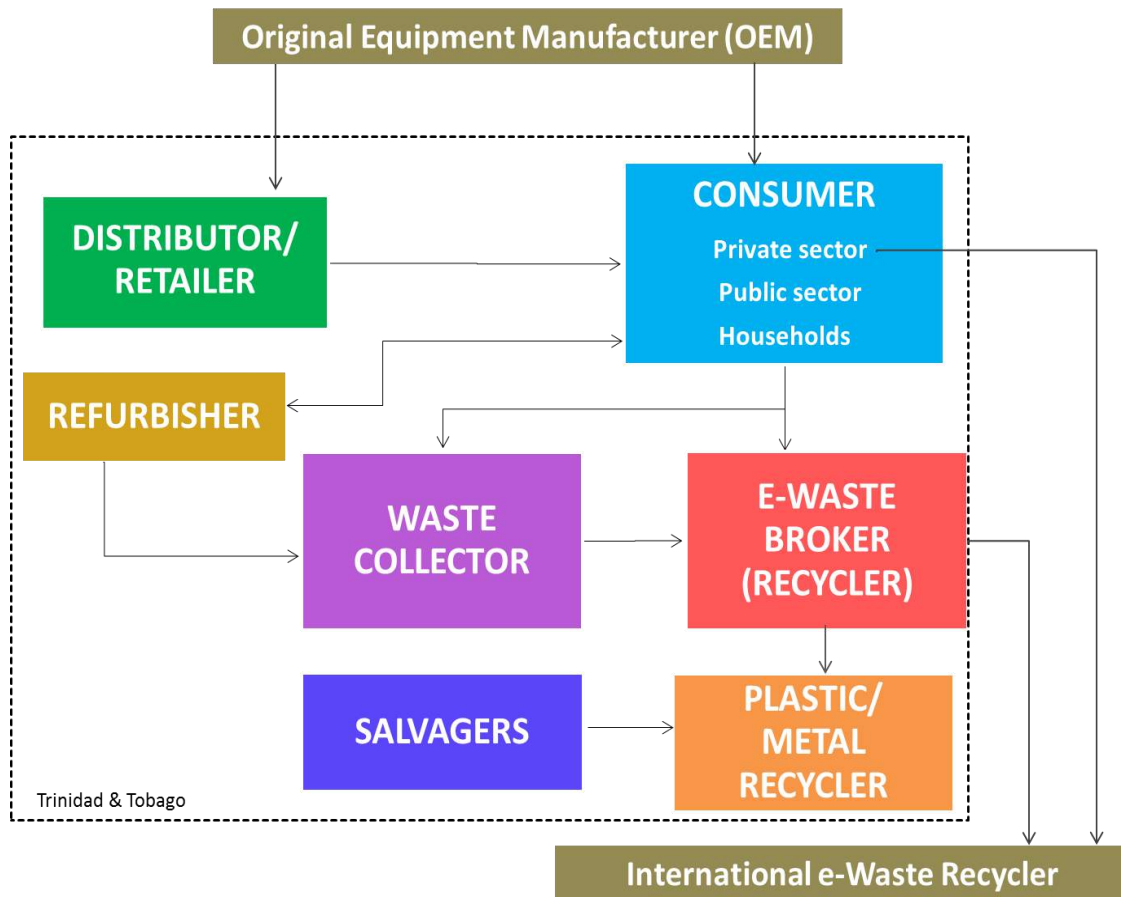 Original Equipment Manufacturer (OEM)
DISTRIBUTOR/
RETAILER
CONSUMER
Private sector
Public sector
Households
REFURBISHER
WASTE
COLLECTOR
E-WASTE
BROKER
(RECYCLER)
SALVAGERS
PLASTIC/
METAL
RECYCLER
Trinidad & Tobago
International e-Waste Recycler